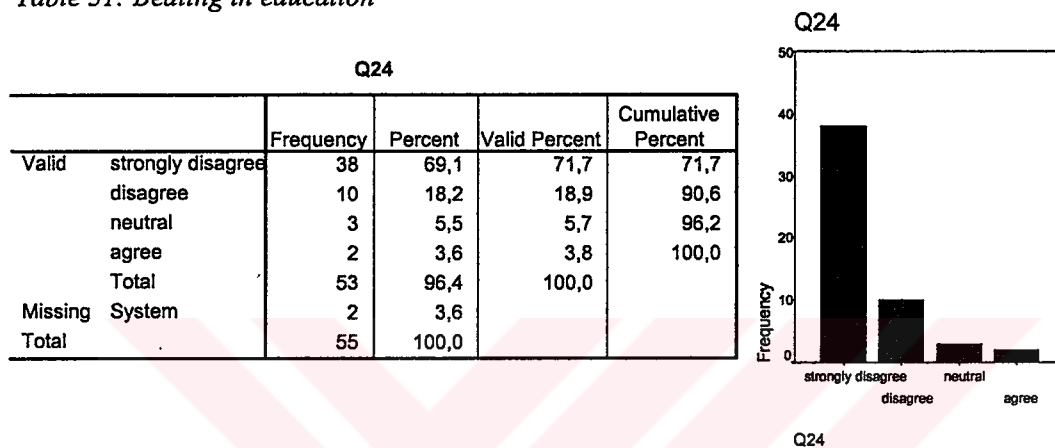 Table 31: Beating in education
Q24
Frequency Percent Valid Percent Cumulative Percent
Valid strongly disagree 38 69,1 71,7 71,7
disagree 10 18,2 18,9 90,6
neutral 3 5,5 5,7 96,2
agree 2 3,6 3,8 100,0
Total 53 96,4 100,0
Missing System 2 3,6
Total 55 100,0
Q24
50
40
30
20
10
0
Frequency
strongly disagree
disagree
neutral
agree
Q24